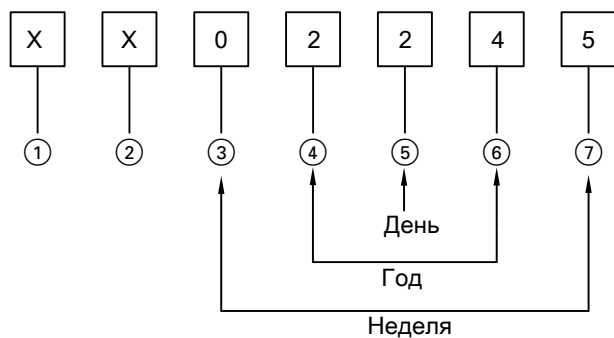 X X 0 2 2 4 5
① ② ③ ④ ⑤ ⑥ ⑦
День
Год
Неделя